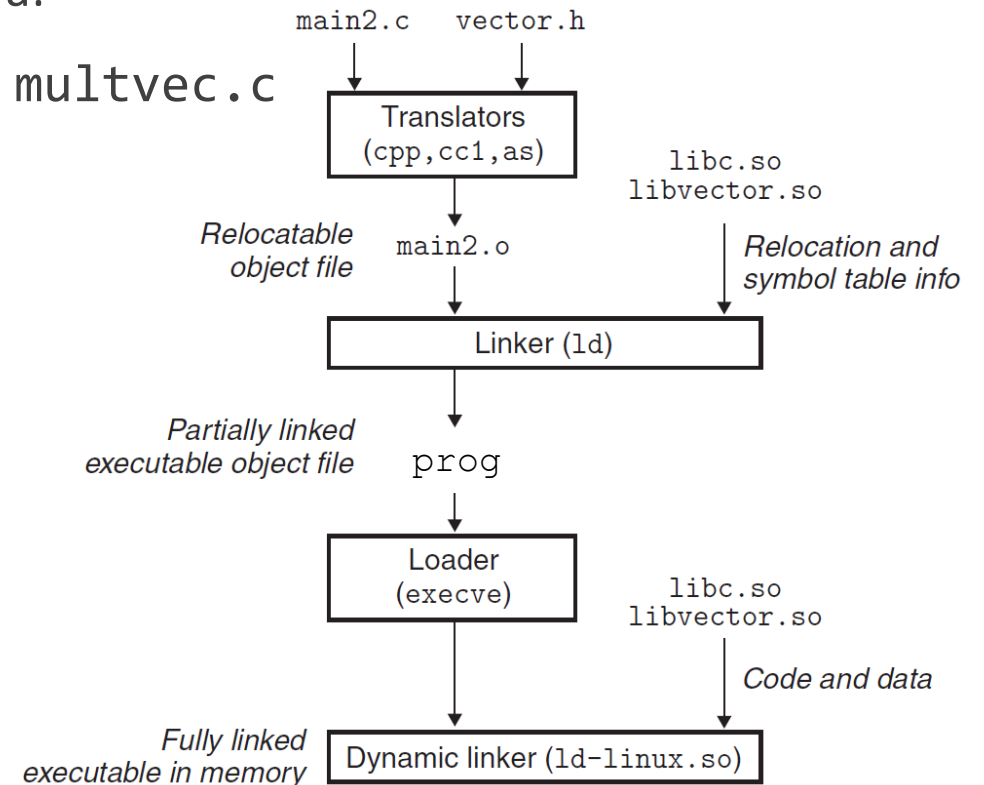 u.
main2.c vector.h
multvec.c
Translators
(cpp,cc1,as)
libc.so
libvector.so
Relocatable
object file
main2.o
Relocation and
symbol table info
Linker (ld)
Partially linked
executable object file
prog
Loader
(execve)
libc.so
libvector.so
Code and data
Fully linked
executable in memory
Dynamic linker (ld-linux.so)